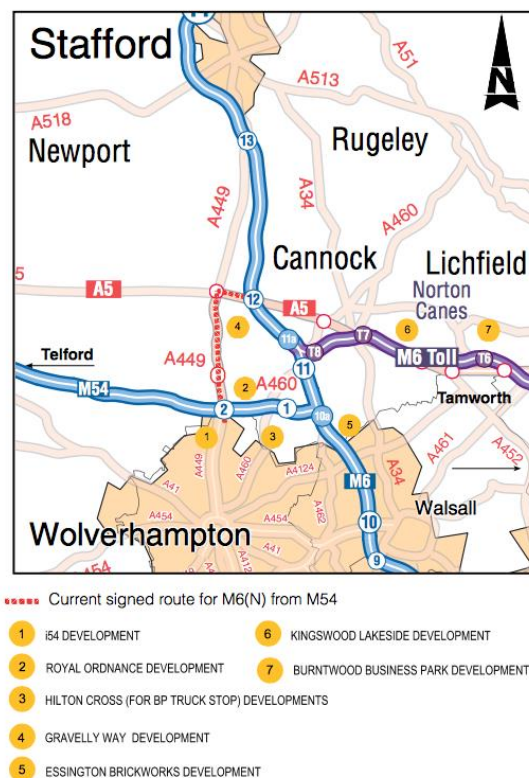 11
Stafford
N
A51
A513
A518
13
Rugeley
Newport
A449
A34
A460
Cannock
Lichfield
5
A5
12
A5
Norton
Canes
4
11a
T7
6
7
Telford
A449
T8
M6 Toll
T6
11
M54
2
A460
Tamworth
2
1
10a
5
1
3
A449
A460
A4124
A34
A461
A452
A41
M6
A454
A454
A462
Walsall
10
Wolverhampton
A41
A454
A412
9
Current signed route for M6(N) from M54
1 i54 DEVELOPMENT
2 ROYAL ORDNANCE DEVELOPMENT
3 HILTON CROSS (FOR BP TRUCK STOP) DEVELOPMENTS
4 GRAVELLY WAY DEVELOPMENT
5 ESSINGTON BRICKWORKS DEVELOPMENT
6 KINGSWOOD LAKESIDE DEVELOPMENT
7 BURNTWOOD BUSINESS PARK DEVELOPMENT